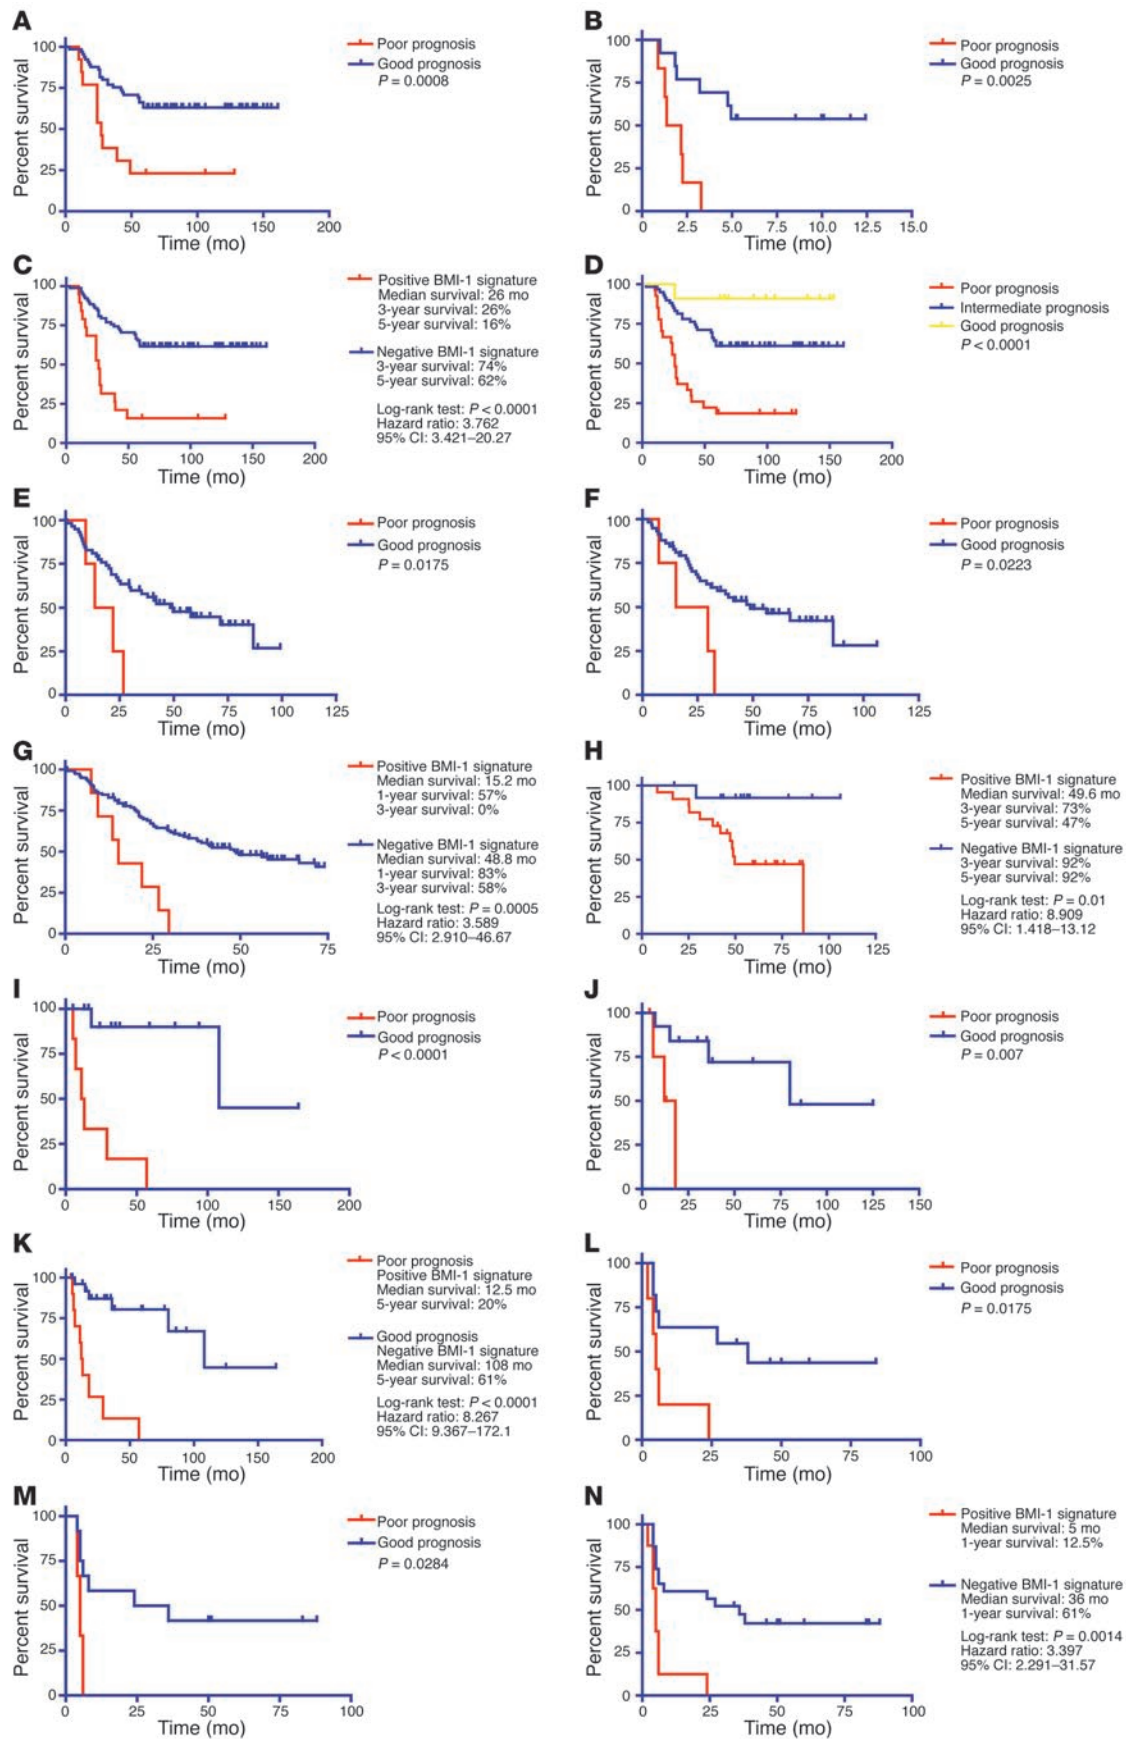 A
Percent survival
100
75
50
25
0
0 50 100 150 200
Time (mo)
Poor prognosis
Good prognosis
P = 0.0008
B
Percent survival
100
75
50
25
0
0 2.5 5.0 7.5 10.0 12.5 15.0
Time (mo)
Poor prognosis
Good prognosis
P = 0.0025
C
Percent survival
100
75
50
25
0
0 50 100 150 200
Time (mo)
Positive BMI-1 signature
Median survival: 26 mo
3-year survival: 26%
5-year survival: 16%
Negative BMI-1 signature
3-year survival: 74%
5-year survival: 62%
Log-rank test: P < 0.0001
Hazard ratio: 3.762
95% CI: 3.421–20.27
D
Percent survival
100
75
50
25
0
0 50 100 150 200
Time (mo)
Poor prognosis
Intermediate prognosis
Good prognosis
P < 0.0001
E
Percent survival
100
75
50
25
0
0 25 50 75 100 125
Time (mo)
Poor prognosis
Good prognosis
P = 0.0175
F
Percent survival
100
75
50
25
0
0 25 50 75 100 125
Time (mo)
Poor prognosis
Good prognosis
P = 0.0223
G
Percent survival
100
75
50
25
0
0 25 50 75
Time (mo)
Positive BMI-1 signature
Median survival: 15.2 mo
1-year survival: 57%
3-year survival: 0%
Negative BMI-1 signature
Median survival: 48.8 mo
1-year survival: 83%
3-year survival: 58%
Log-rank test: P = 0.0005
Hazard ratio: 3.589
95% CI: 2.910–46.67
H
Percent survival
100
75
50
25
0
0 25 50 75 100 125
Time (mo)
Positive BMI-1 signature
Median survival: 49.6 mo
3-year survival: 73%
5-year survival: 47%
Negative BMI-1 signature
3-year survival: 92%
5-year survival: 92%
Log-rank test: P = 0.01
Hazard ratio: 8.909
95% CI: 1.418–13.12
I
Percent survival
100
75
50
25
0
0 50 100 150 200
Time (mo)
Poor prognosis
Good prognosis
P < 0.0001
J
Percent survival
100
75
50
25
0
0 25 50 75 100 125 150
Time (mo)
Poor prognosis
Good prognosis
P = 0.007
K
Percent survival
100
75
50
25
0
0 50 100 150 200
Time (mo)
Poor prognosis
Positive BMI-1 signature
Median survival: 12.5 mo
5-year survival: 20%
Good prognosis
Negative BMI-1 signature
Median survival: 108 mo
5-year survival: 61%
Log-rank test: P < 0.0001
Hazard ratio: 8.267
95% CI: 9.367–172.1
L
Percent survival
100
75
50
25
0
0 25 50 75 100
Time (mo)
Poor prognosis
Good prognosis
P = 0.0175
M
Percent survival
100
75
50
25
0
0 25 50 75 100
Time (mo)
Poor prognosis
Good prognosis
P = 0.0284
N
Percent survival
100
75
50
25
0
0 25 50 75 100
Time (mo)
Positive BMI-1 signature
Median survival: 5 mo
1-year survival: 12.5%
Negative BMI-1 signature
Median survival: 36 mo
1-year survival: 61%
Log-rank test: P = 0.0014
Hazard ratio: 3.397
95% CI: 2.291–31.57